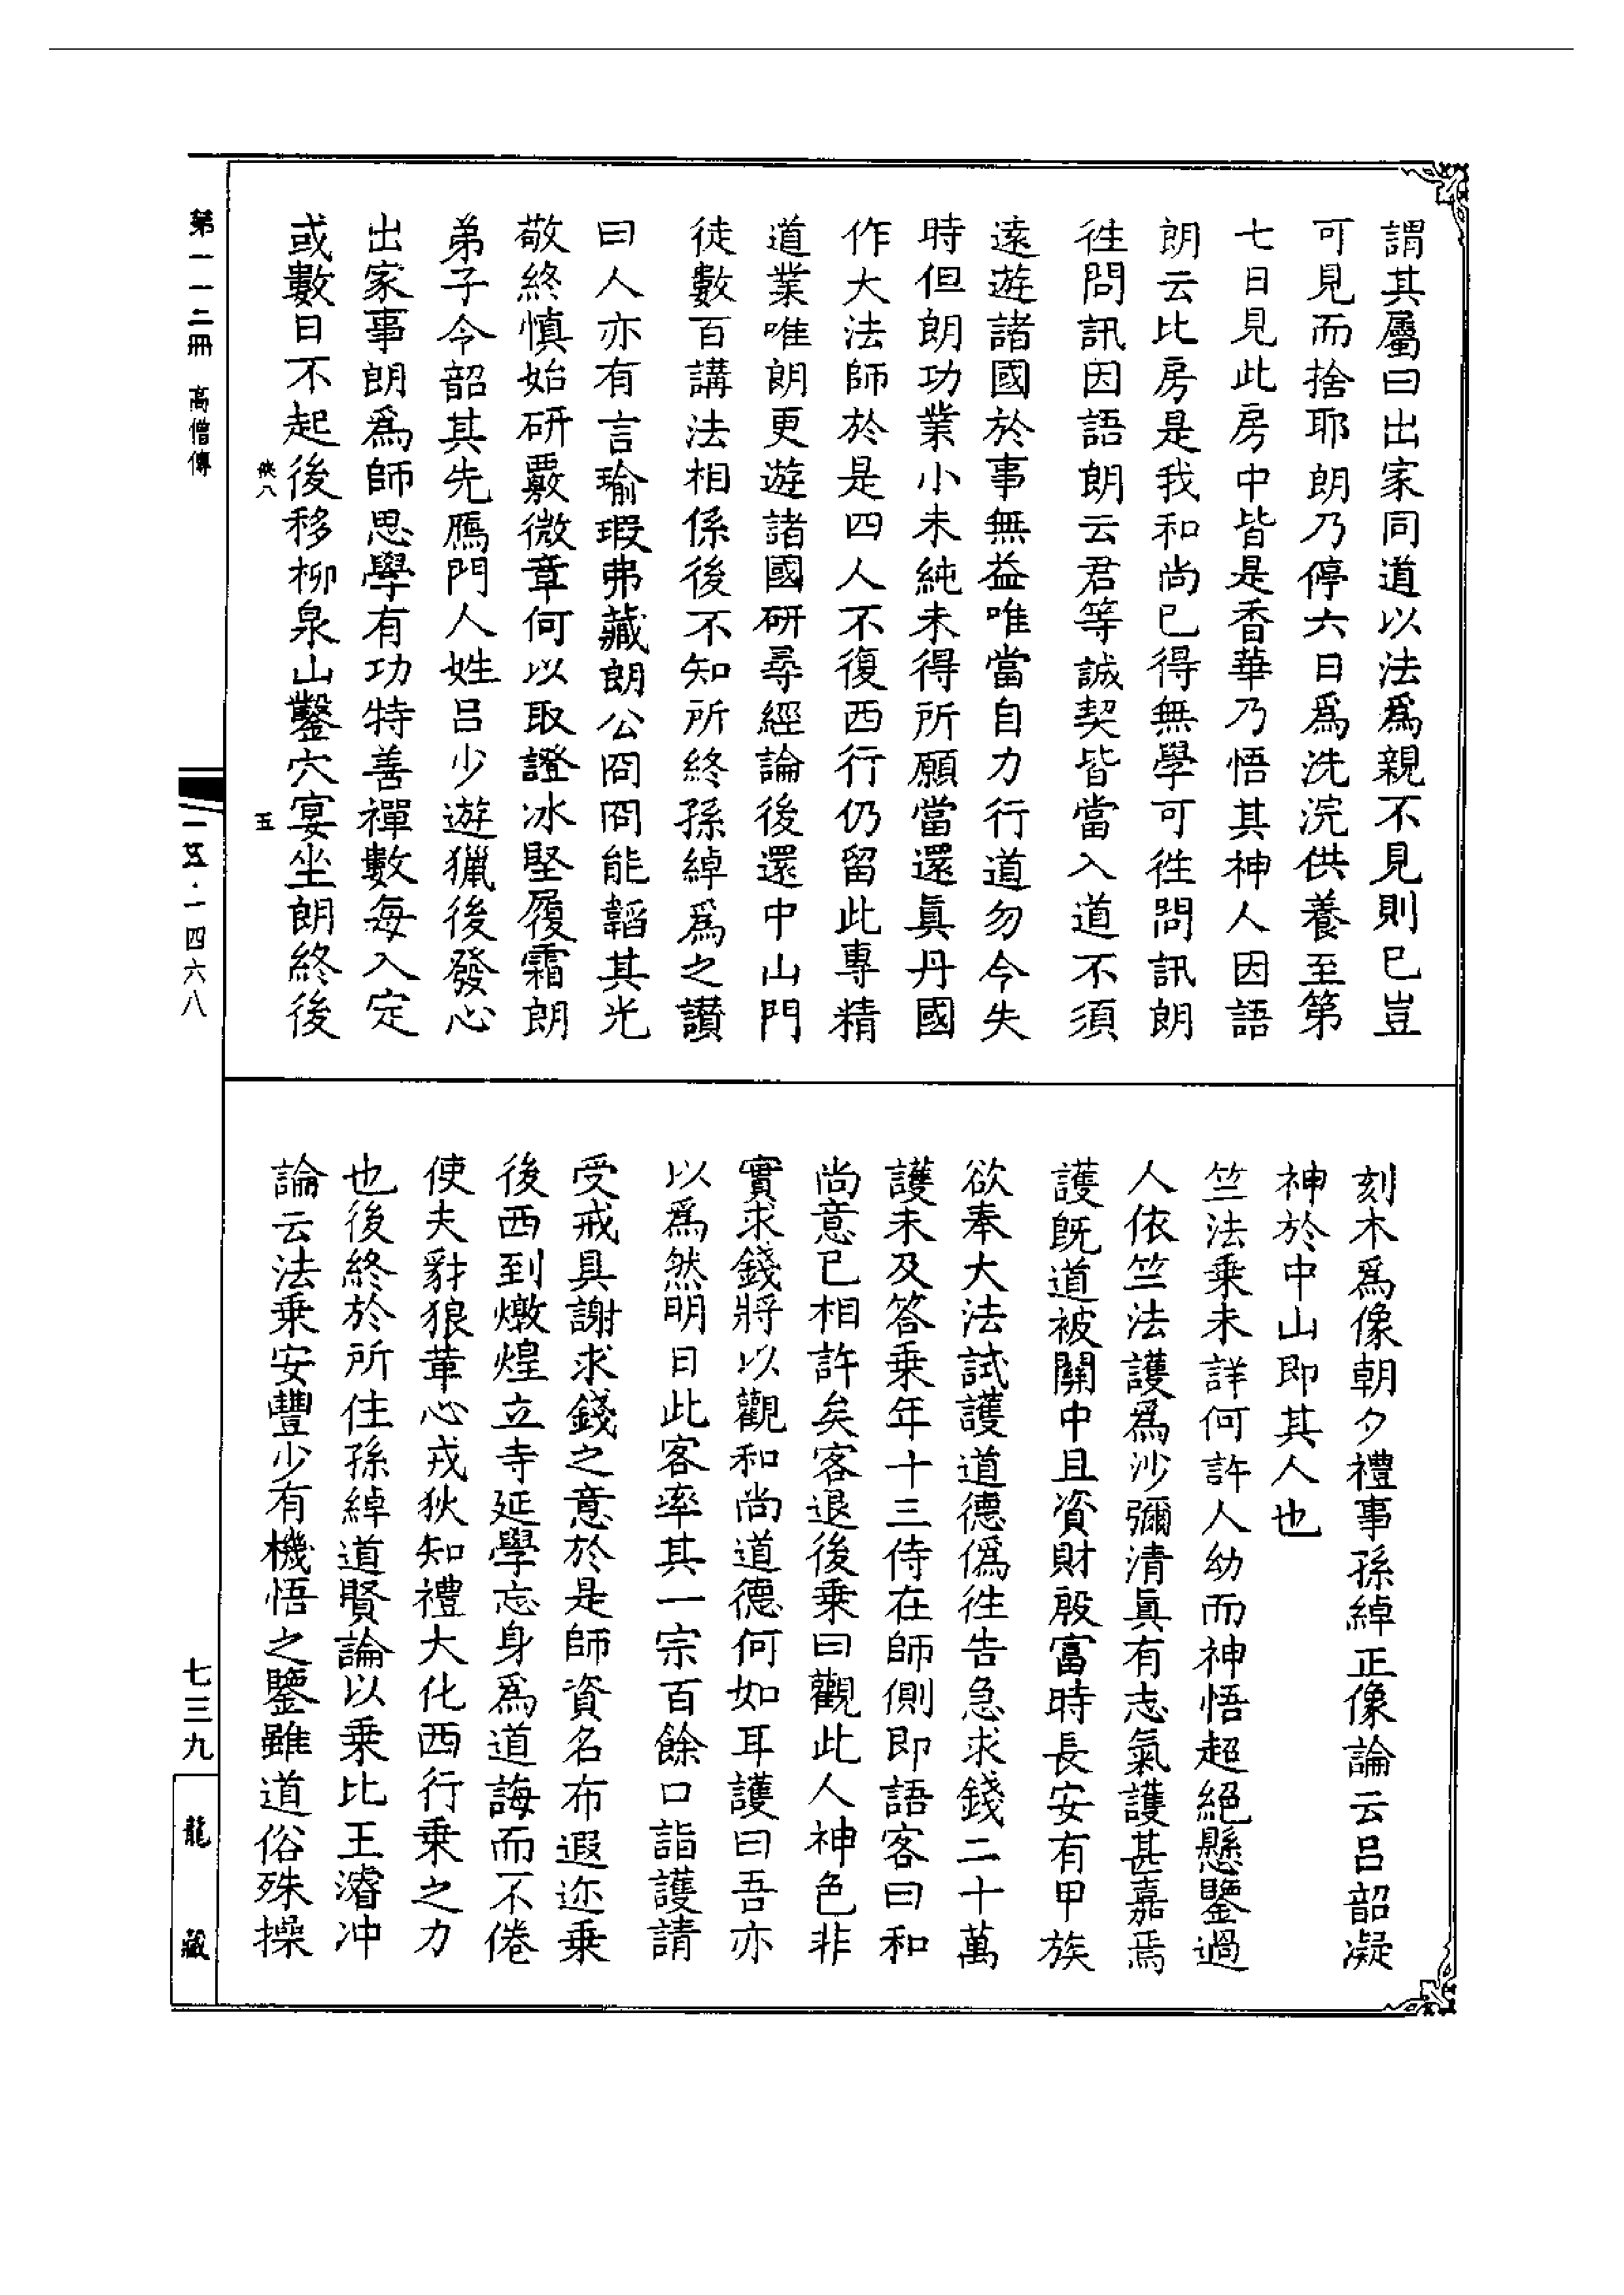 謂其屬曰出家同道以法爲親不見則已豈
可見而捨耶朗乃停六日爲洗浣供養至第
七日見此房中皆是香華乃悟其神人因語
朗云比房是我和尚已得無學可往問訊朗
往問訊因語朗云君等誠契皆當入道不須
遠遊諸國於事無益唯當自力行道勿令失
時但朗功業小未純未得所願當還眞丹國
作大法師於是四人不復西行仍留此專精
道業唯朗更遊諸國研尋經論後還中山門
徒數百講法相係後不知所終孫綽爲之讃
曰人亦有言瑜瑕弗藏朗公冏冏能韜其光
敬終慎始研覈微章何以取證冰堅履霜朗
弟子令韶其先鴈門人姓呂少遊獵後發心
出家事朗爲師思學有功特善禪數每入定
或數日不起後移柳泉山鑿穴宴坐朗終後
刻木爲像朝夕禮事孫綽正像論云呂韶凝
神於中山即其人也
竺法乘未詳何許人幼而神悟超絕懸鑒過
人依竺法護爲沙彌清眞有志氣護甚嘉焉
護旣道被關中且資財殷富時長安有甲族
欲奉大法試護道德僞往告急求錢二十萬
護未及答乘年十三侍在師側即語客曰和
尚意已相許矣客退後乘曰觀此人神色非
實求錢將以觀和尚道德何如耳護曰吾亦
以爲然明日此客率其一宗百餘口詣護請
受戒具謝求錢之意於是師資名布遐迩乘
後西到燉煌立寺延學忘身爲道誨而不倦
使夫豺狼革心戎狄知禮大化西行乘之力
也後終於所住孫綽道賢論以乘比王濬冲
論云法乘安豐少有機悟之鑒雖道俗殊操
第一一二冊 高僧傳
俠八
五
一五·一四六八
七三九
龍藏